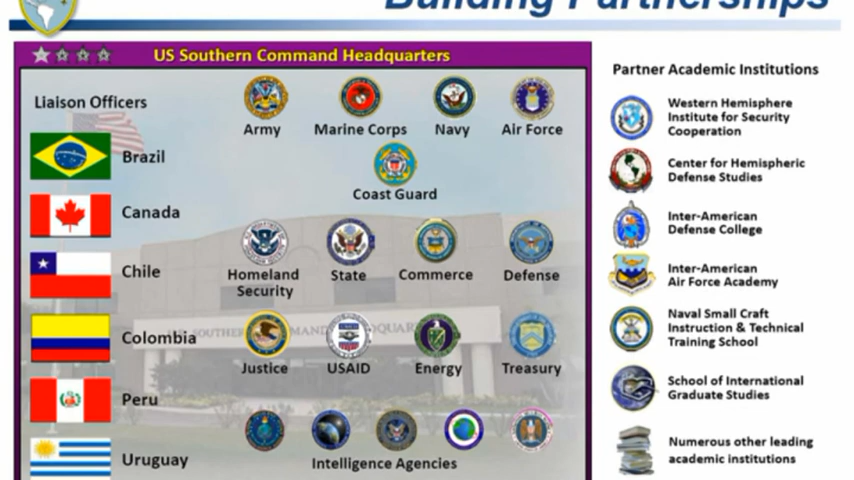 Building Partnerships
US Southern Command Headquarters
Liaison Officers
Brazil
Canada
Chile
Colombia
Peru
Uruguay
Army
Marine Corps
Navy
Air Force
Coast Guard
Homeland
Security
State
Commerce
Defense
Justice
USAID
Energy
Treasury
Intelligence Agencies
Partner Academic Institutions
Western Hemisphere
Institute for Security
Cooperation
Center for Hemispheric
Defense Studies
Inter-American
Defense College
Inter-American
Air Force Academy
Naval Small Craft
Instruction & Technical
Training School
School of International
Graduate Studies
Numerous other leading
academic institutions